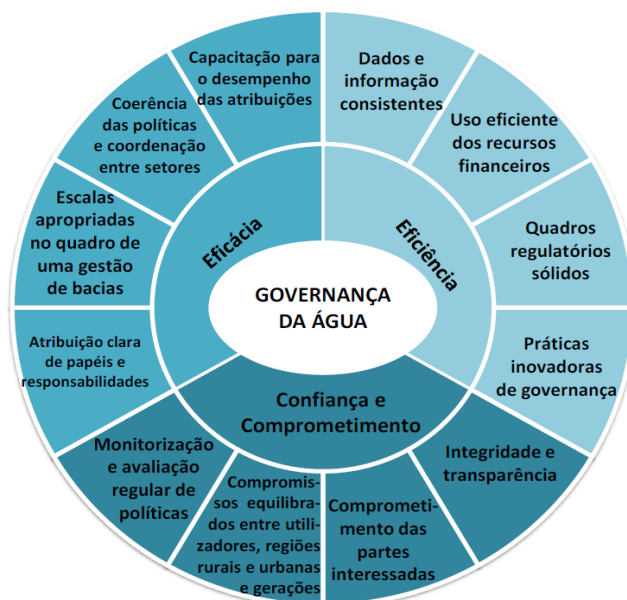 GOVERNANÇA
DA ÁGUA
Eficácia
Capacitação para
o desempenho
das atribuições
Coerência
das políticas
e coordenação
entre setores
Escalas
apropriadas
no quadro de
uma gestão
de bacias
Atribuição clara
de papéis e
responsabilidades
Eficiência
Dados e
informação
consistentes
Uso eficiente
dos recursos
financeiros
Quadros
regulatórios
sólidos
Práticas
inovadoras
de governança
Confiança e
Comprometimento
Integridade e
transparência
Comprometi-
mento das
partes
interessadas
Compromis-
sos equilibra-
dos entre utili-
zadores, regiões
rurais e urbanas
e gerações
Monitorização
e avaliação
regular de
políticas